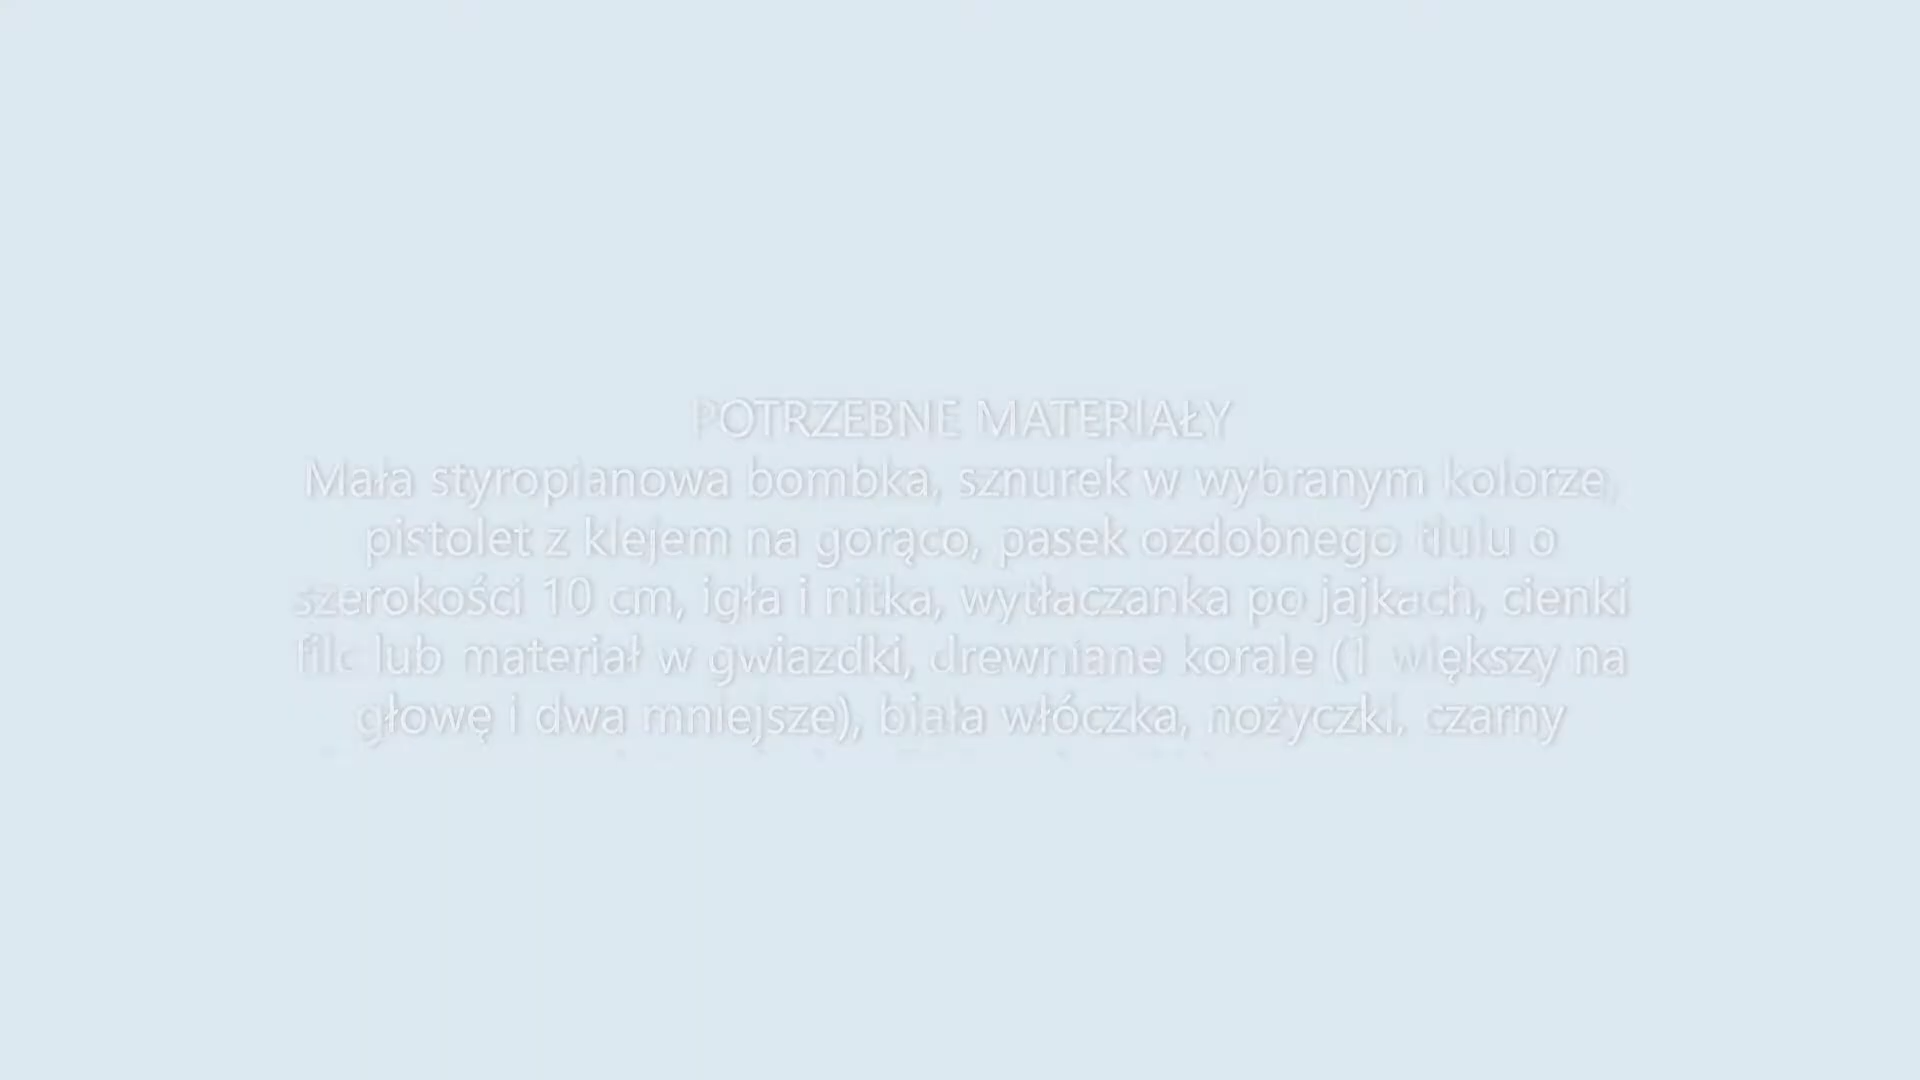 POTRZEBNE MATERIAŁY
Mała styropianowa bombka, sznurek w wybranym kolorze,
pistolet z klejem na gorąco, pasek ozdobnego tiulu o
szerokości 10 cm, igła i nitka, wytłaczanka po jajkach, cienki
filc lub materiał w gwiazdki, drewniane korale (1 większy na
głowę i dwa mniejsze), biała włóczka, nożyczki, czarny